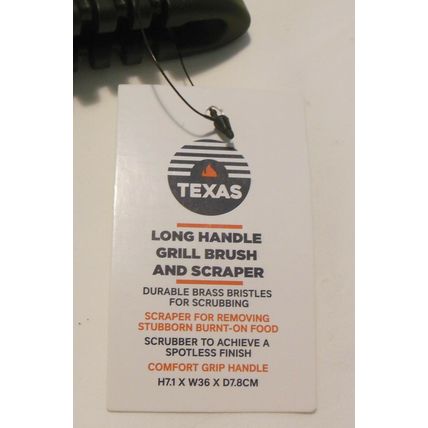 TEXAS
LONG HANDLE
GRILL BRUSH
AND SCRAPER
DURABLE BRASS BRISTLES
FOR SCRUBBING
SCRAPER FOR REMOVING
STUBBORN BURNT-ON FOOD
SCRUBBER TO ACHIEVE A
SPOTLESS FINISH
COMFORT GRIP HANDLE
H7.1 X W36 X D7.8CM